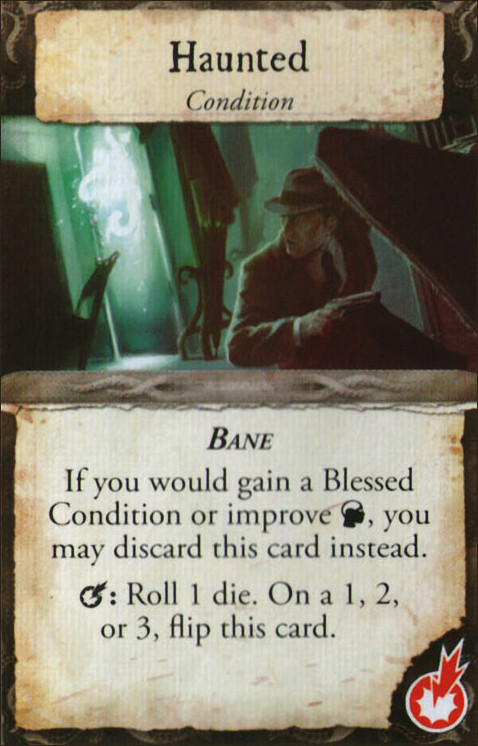 Haunted
Condition
BANE
If you would gain a Blessed
Condition or improve , you
may discard this card instead.
: Roll 1 die. On a 1, 2,
or 3, flip this card.